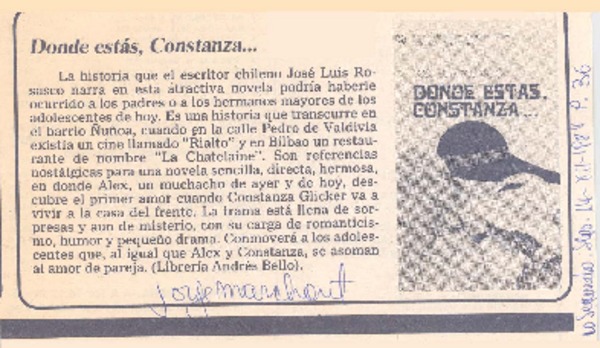 Donde estás, Constanza...
La historia que el escritor chileno José Luis Ro-
sasco narra en esta atractiva novela podría haberle
ocurrido a los padres o a los hermanos mayores de los
adolescentes de hoy. Es una historia que transcurre en
el barrio Ñuñoa, cuando en la calle Pedro de Valdivia
existía un cine llamado "Rialto" y en Bilbao un restau-
rante de nombre "La Chatelaine". Son referencias
nostálgicas para una novela sencilla, directa, hermosa,
en donde Alex, un muchacho de ayer y de hoy, des-
cubre el primer amor cuando Constanza Glicker va a
vivir a la casa del frente. La trama está llena de sor-
presas y aun de misterio, con su carga de romanticis-
mo, humor y pequeño drama. Conmoverá a los adoles-
centes que, al igual que Alex y Constanza, se asoman
al amor de pareja. (Librería Andrés Bello).
DONDE ESTAS,
CONSTANZA...
Jorge Marchant